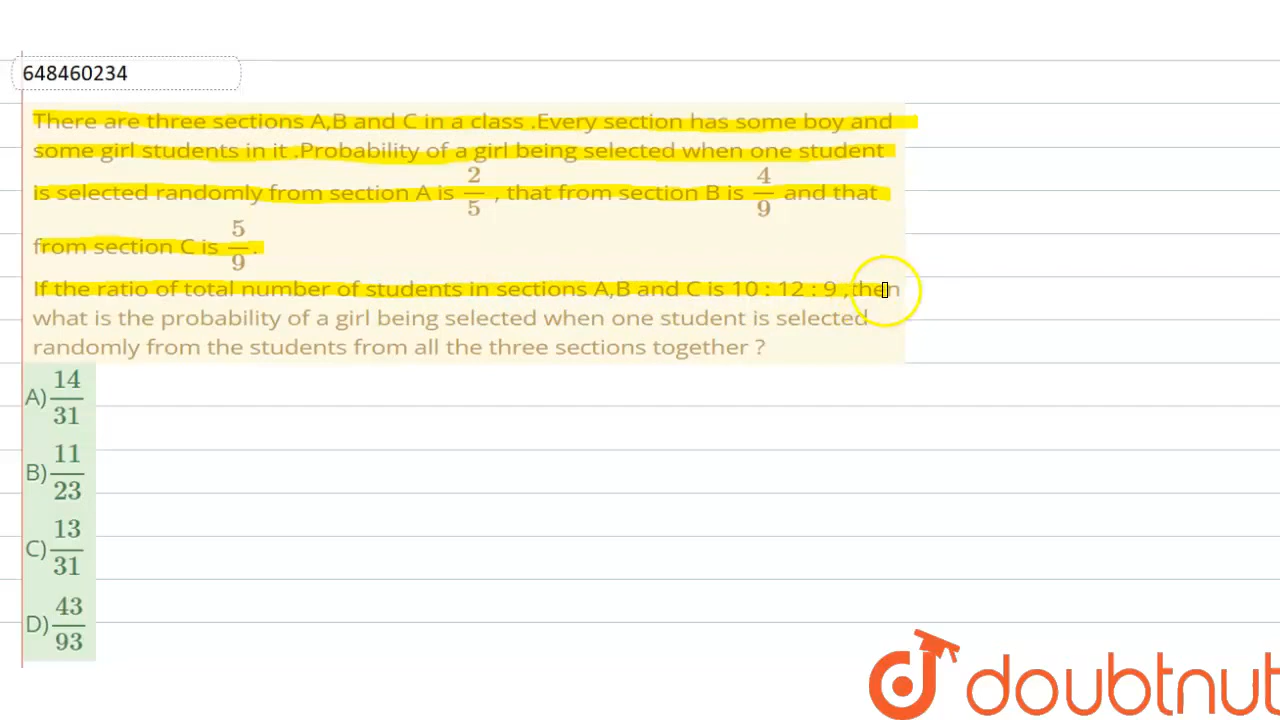 648460234
There are three sections A,B and C in a class .Every section has some boy and
some girl students in it .Probability of a girl being selected when one student
is selected randomly from section A is 2/5 , that from section B is 4/9 and that
from section C is 5/9 .
If the ratio of total number of students in sections A,B and C is 10 : 12 : 9 ,then
what is the probability of a girl being selected when one student is selected
randomly from the students from all the three sections together ?
A) 14/31
B) 11/23
C) 13/31
D) 43/93
doubtnut